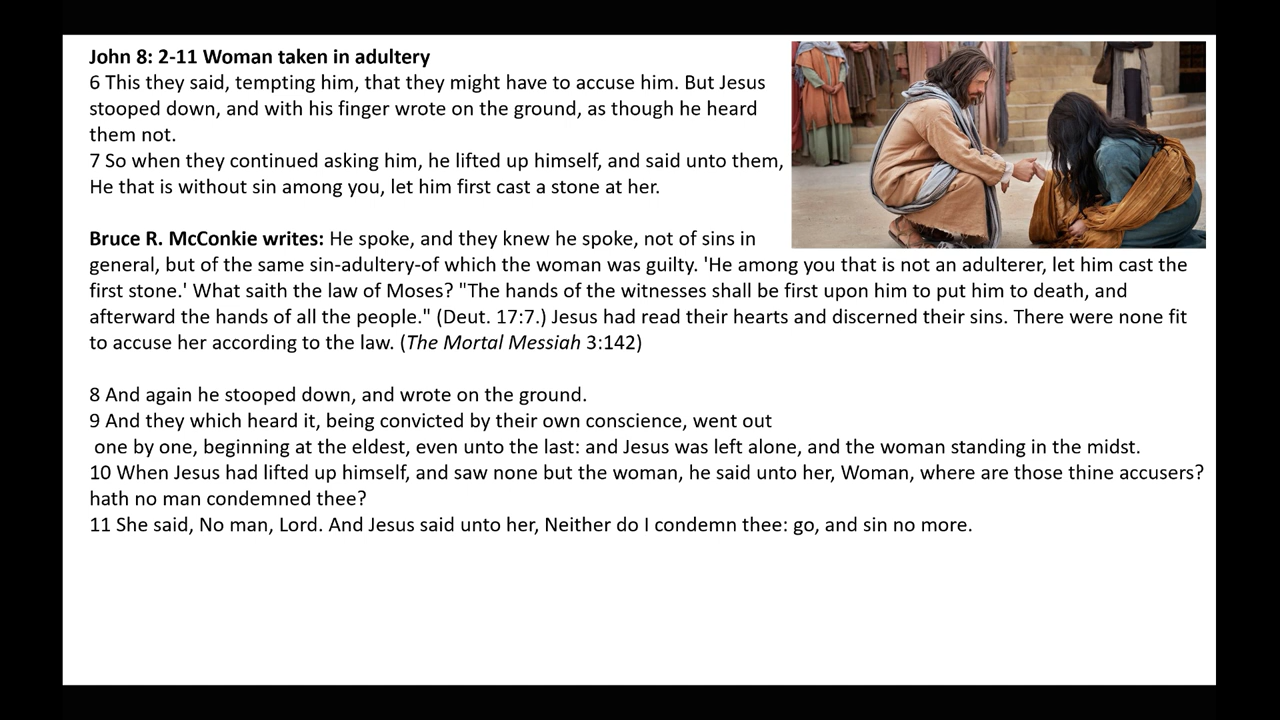 John 8: 2-11 Woman taken in adultery
6 This they said, tempting him, that they might have to accuse him. But Jesus
stooped down, and with his finger wrote on the ground, as though he heard
them not.
7 So when they continued asking him, he lifted up himself, and said unto them,
He that is without sin among you, let him first cast a stone at her.
Bruce R. McConkie writes: He spoke, and they knew he spoke, not of sins in
general, but of the same sin-adultery-of which the woman was guilty. 'He among you that is not an adulterer, let him cast the
first stone.' What saith the law of Moses? "The hands of the witnesses shall be first upon him to put him to death, and
afterward the hands of all the people." (Deut. 17:7.) Jesus had read their hearts and discerned their sins. There were none fit
to accuse her according to the law. (The Mortal Messiah 3:142)
8 And again he stooped down, and wrote on the ground.
9 And they which heard it, being convicted by their own conscience, went out
one by one, beginning at the eldest, even unto the last: and Jesus was left alone, and the woman standing in the midst.
10 When Jesus had lifted up himself, and saw none but the woman, he said unto her, Woman, where are those thine accusers?
hath no man condemned thee?
11 She said, No man, Lord. And Jesus said unto her, Neither do I condemn thee: go, and sin no more.